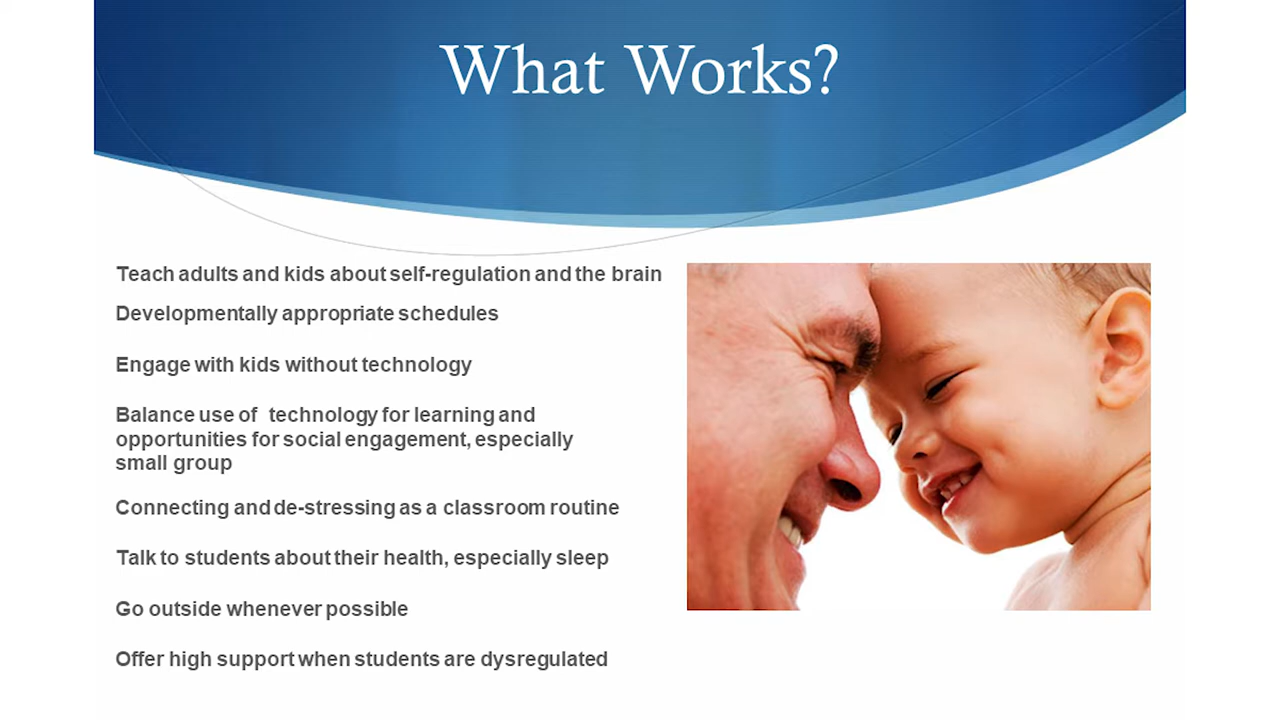 What Works?
Teach adults and kids about self-regulation and the brain
Developmentally appropriate schedules
Engage with kids without technology
Balance use of technology for learning and
opportunities for social engagement, especially
small group
Connecting and de-stressing as a classroom routine
Talk to students about their health, especially sleep
Go outside whenever possible
Offer high support when students are dysregulated